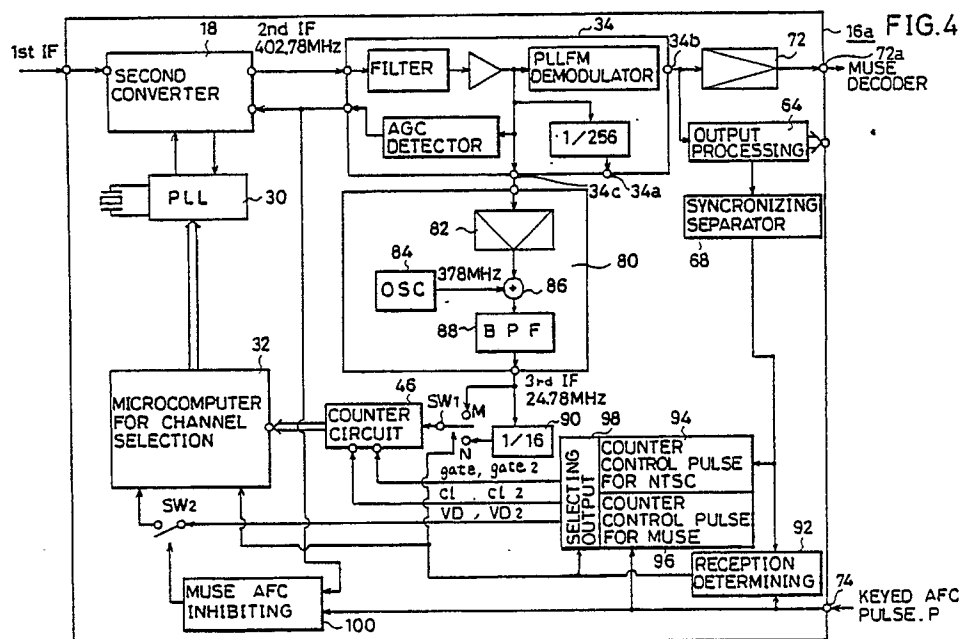 FIG.4
16a
1st IF
18
SECOND
CONVERTER
2nd IF
402.78MHz
34
FILTER
PLLFM
DEMODULATOR
34b
72
72a
MUSE
DECODER
AGC
DETECTOR
1/256
34c
34a
64
OUTPUT
PROCESSING
SYNCRONIZING
SEPARATOR
68
PLL
30
82
84
OSC
378MHz
86
88
BPF
80
3rd IF
24.78MHz
32
MICROCOMPUTER
FOR CHANNEL
SELECTION
46
COUNTER
CIRCUIT
SW1
M
N
90
1/16
gate, gate 2
Cl , Cl 2
VD , VD2
98
SELECTING
OUTPUT
94
COUNTER
CONTROL PULSE
FOR NTSC
COUNTER
CONTROL PULSE
FOR MUSE
96
92
RECEPTION
DETERMINING
SW2
MUSE AFC
INHIBITING
100
74
KEYED AFC
PULSE.P